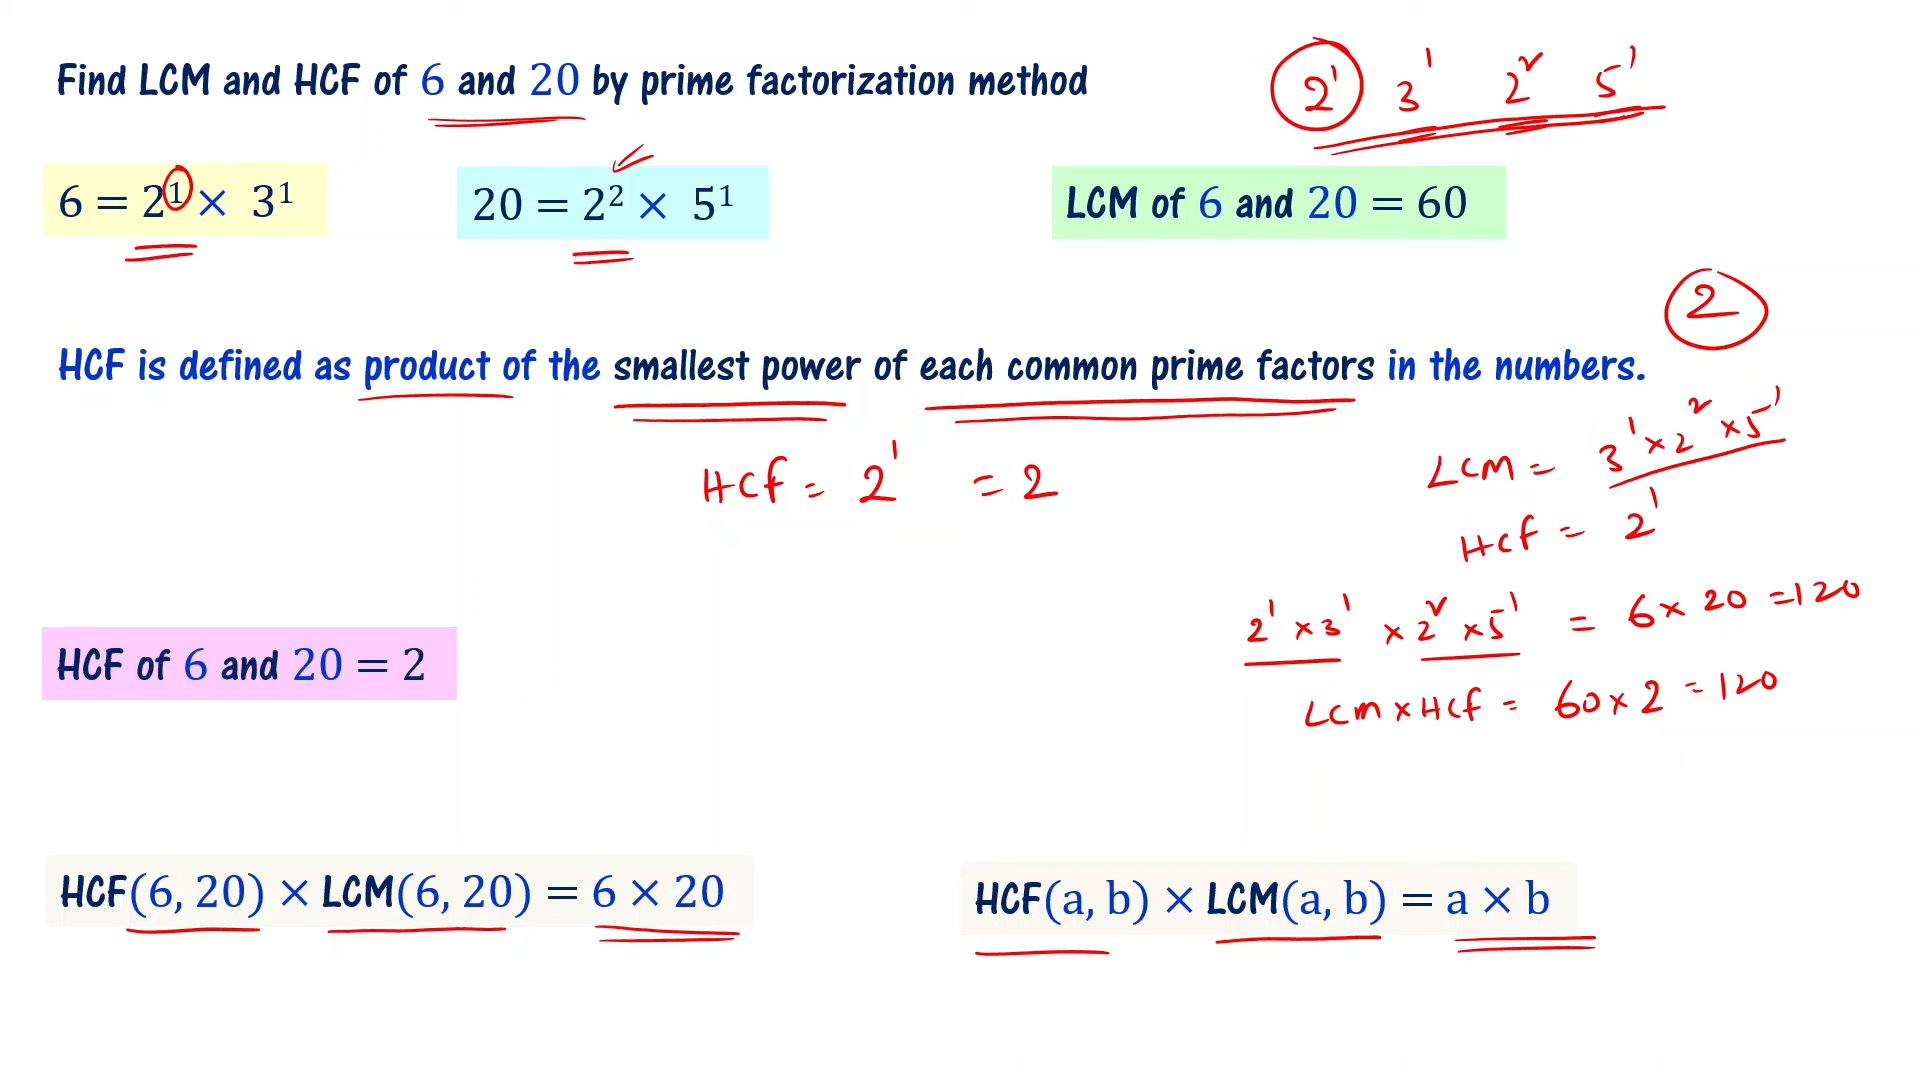 Find LCM and HCF of 6 and 20 by prime factorization method
2¹ 3¹ 2² 5¹
6 = 2¹ × 3¹
20 = 2² × 5¹
LCM of 6 and 20 = 60
2
HCF is defined as product of the smallest power of each common prime factors in the numbers.
HCF = 2¹ = 2
LCM = 3¹ × 2² × 5¹
HCF = 2¹
2¹ × 3¹ × 2² × 5¹ = 6 × 20 = 120
HCF of 6 and 20 = 2
LCM × HCF = 60 × 2 = 120
HCF(6, 20) × LCM(6, 20) = 6 × 20
HCF(a, b) × LCM(a, b) = a × b